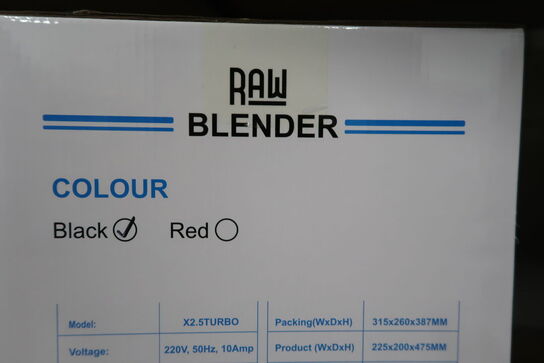 RAW
BLENDER
COLOUR
Black Red
Model: X2.5TURBO Packing(WxDxH) 315x260x387MM
Voltage: 220V, 50Hz, 10Amp Product (WxDxH) 225x200x475MM